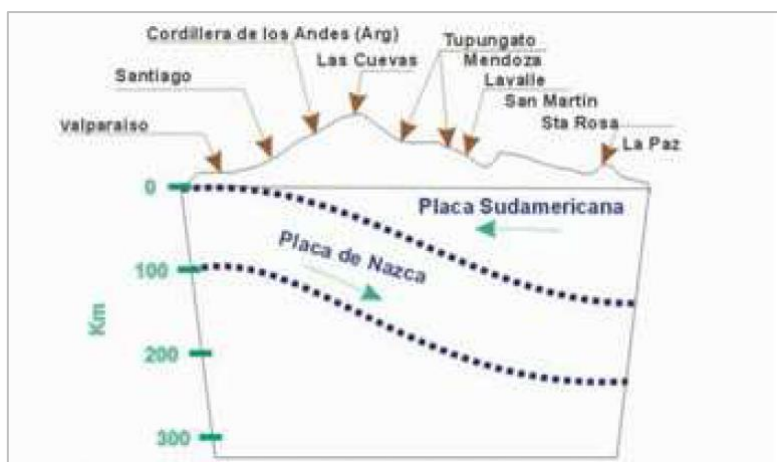 Cordillera de los Andes (Arg)
Tupungato
Las Cuevas
Mendoza
Santiago
Lavalle
San Martín
Valparaiso
Sta Rosa
La Paz
0
Placa Sudamericana
Placa de Nazca
100
Km
200
300